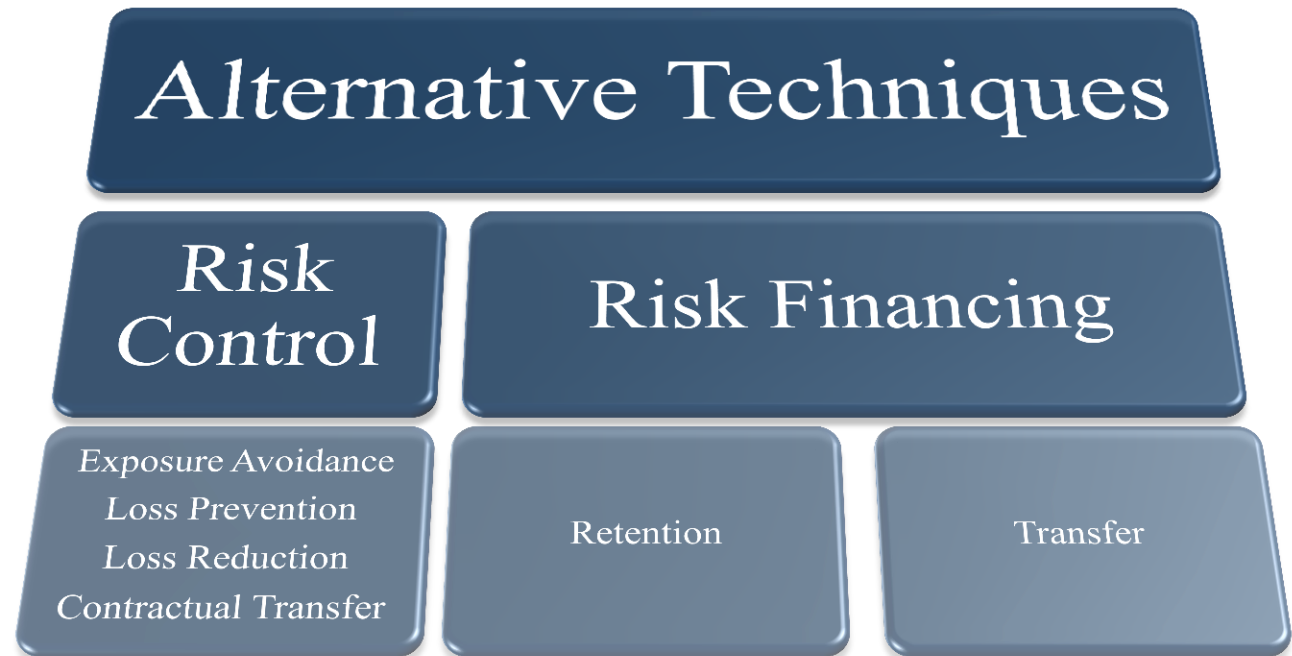 Alternative Techniques
Risk
Control
Risk Financing
Exposure Avoidance
Loss Prevention
Loss Reduction
Contractual Transfer
Retention
Transfer